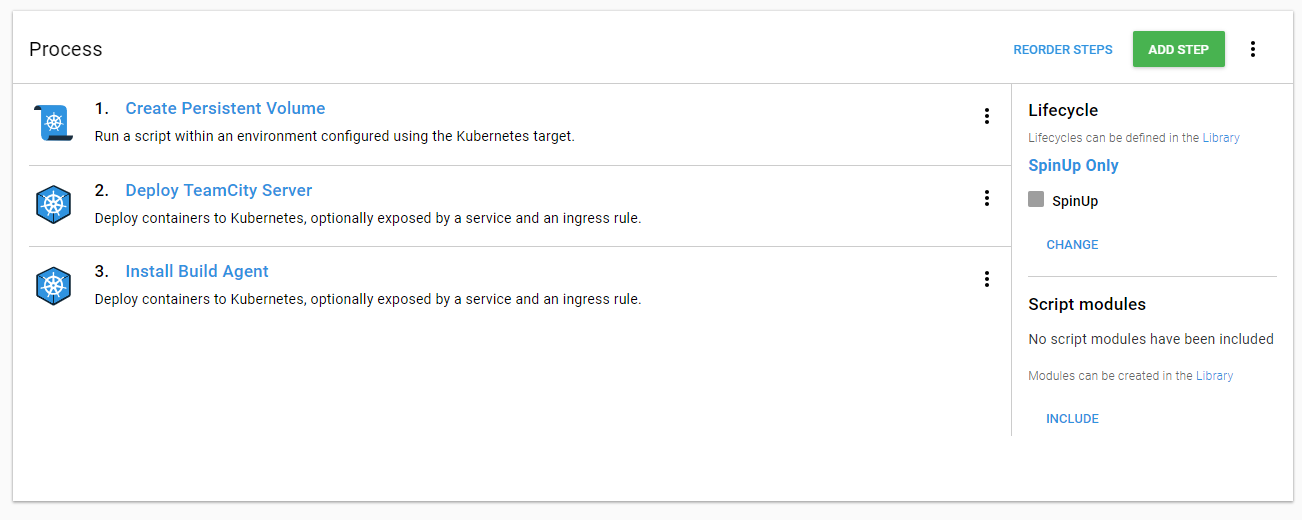 Process
REORDER STEPS
ADD STEP
1. Create Persistent Volume
Run a script within an environment configured using the Kubernetes target.
2. Deploy TeamCity Server
Deploy containers to Kubernetes, optionally exposed by a service and an ingress rule.
3. Install Build Agent
Deploy containers to Kubernetes, optionally exposed by a service and an ingress rule.
Lifecycle
Lifecycles can be defined in the Library
SpinUp Only
SpinUp
CHANGE
Script modules
No script modules have been included
Modules can be created in the Library
INCLUDE